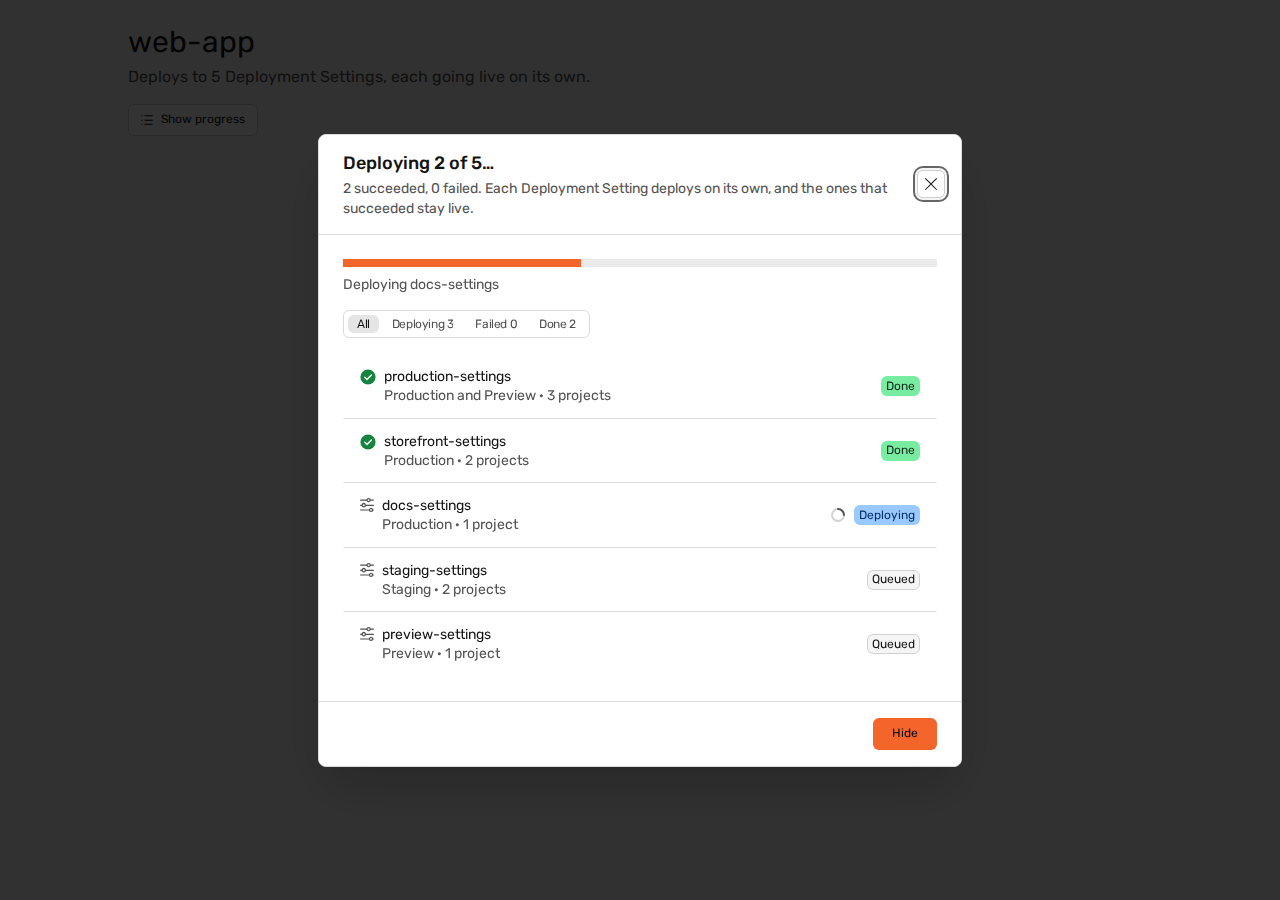 web-app
Deploys to 5 Deployment Settings, each going live on its own.
Show progress
Deploying 2 of 5…
2 succeeded, 0 failed. Each Deployment Setting deploys on its own, and the ones that
succeeded stay live.
Deploying docs-settings
All Deploying 3 Failed 0 Done 2
production-settings
Production and Preview • 3 projects
Done
storefront-settings
Production • 2 projects
Done
docs-settings
Production • 1 project
Deploying
staging-settings
Staging • 2 projects
Queued
preview-settings
Preview • 1 project
Queued
Hide